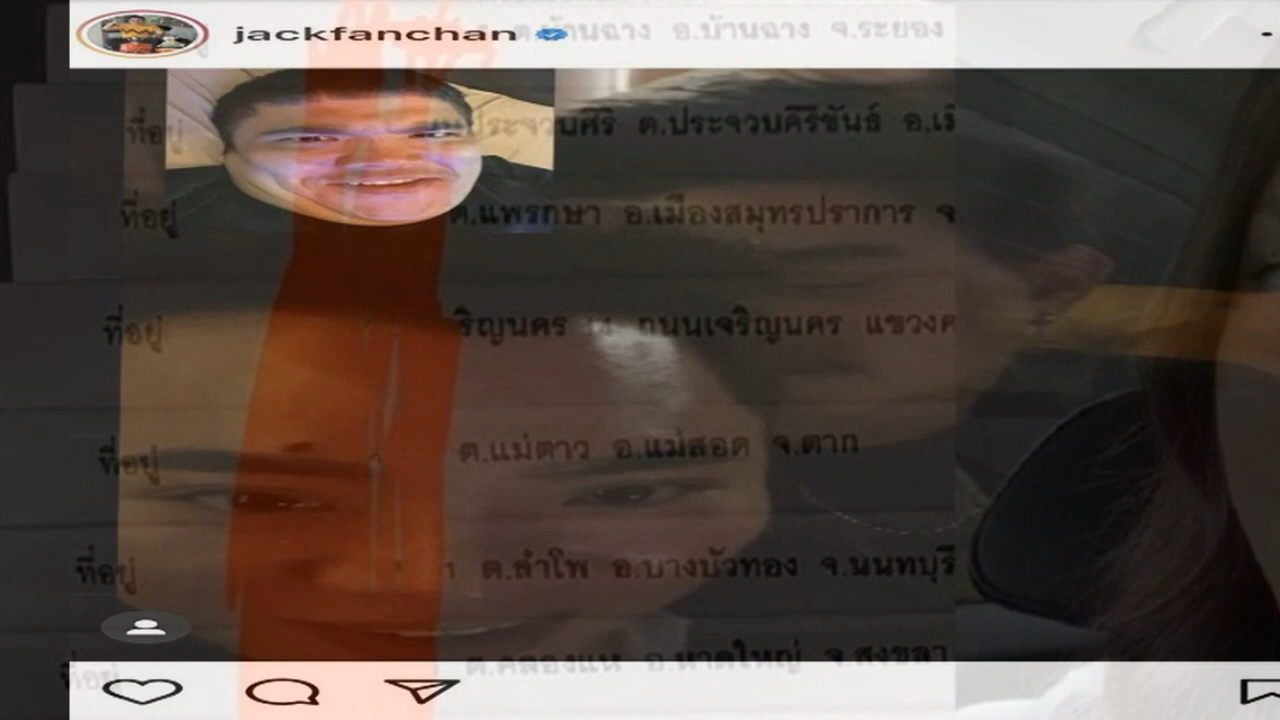 jackfanchan
ต.บ้านฉาง อ.บ้านฉาง จ.ระยอง
ที่อยู่ ประจวบศิริ ต.ประจวบคีรีขันธ์
ที่อยู่ ต.แพรกษา อ.เมืองสมุทรปราการ
ที่อยู่ ริญนคร ถนนเจริญนคร แขวงค
ที่อยู่ ต.แม่ตาว อ.แม่สอด จ.ตาก
ที่อยู่ ต.ลำโพ อ.บางบัวทอง จ.นนทบุรี
ที่อยู่ ต.คลองแห อ.หาดใหญ่ จ.สงขลา